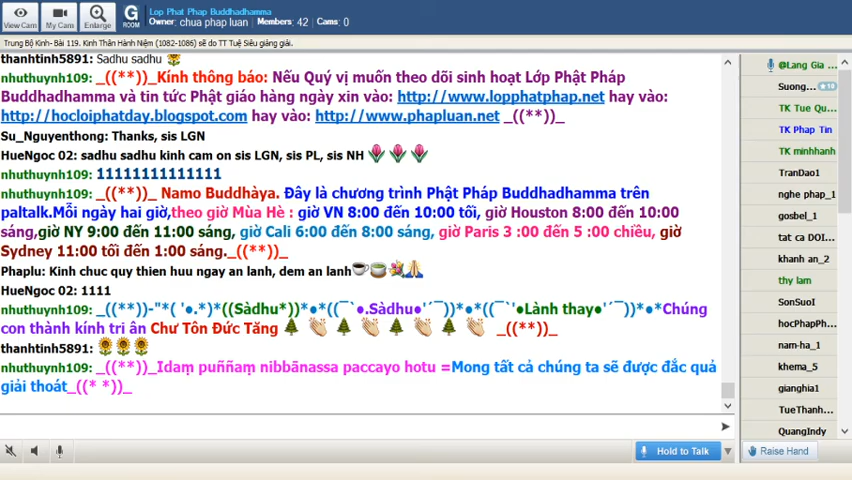 Lop Phat Phap Buddhadhamma
Owner: chua phap luan Members: 42 Cams: 0
View Cam
My Cam
Enlarge
G
ROOM
Trung Bộ Kinh- Bài 119. Kinh Thân Hành Niệm (1082-1086) sẽ do TT Tuệ Siêu giảng giải.
thanhtinh5891: Sadhu sadhu
nhuthuynh109: _((**))_Kính thông báo: Nếu Quý vị muốn theo dõi sinh hoạt Lớp Phật Pháp
Buddhadhamma và tin tức Phật giáo hàng ngày xin vào: http://www.lopphatphap.net hay vào:
http://hocloiphatday.blogspot.com hay vào: http://www.phapluan.net _((**))_
Su_Nguyenthong: Thanks, sis LGN
HueNgoc 02: sadhu sadhu kinh cam on sis LGN, sis PL, sis NH
nhuthuynh109: 11111111111111
nhuthuynh109: _((**))_ Namo Buddhàya. Đây là chương trình Phật Pháp Buddhadhamma trên
paltalk.Mỗi ngày hai giờ,theo giờ Mùa Hè : giờ VN 8:00 đến 10:00 tối, giờ Houston 8:00 đến 10:00
sáng,giờ NY 9:00 đến 11:00 sáng, giờ Cali 6:00 đến 8:00 sáng, giờ Paris 3 :00 đến 5 :00 chiều, giờ
Sydney 11:00 tối đến 1:00 sáng._((**))_
Phaplu: Kinh chuc quy thien huu ngay an lanh, dem an lanh
HueNgoc 02: 1111
nhuthuynh109: _((**))-"*( '●.*)*((Sàdhu*))*●*((¯`●.Sàdhu●'´¯))*●*((¯`'●Lành thay●'´¯))*●*Chúng
con thành kính tri ân Chư Tôn Đức Tăng _((**))_
thanhtinh5891:
nhuthuynh109: _((**))_Idaṃ puññaṃ nibbānassa paccayo hotu =Mong tất cả chúng ta sẽ được đắc quả
giải thoát_((* *))_
@Lang Gia _
Suong... 10
TK Tue Qu...
TK Phap Tin
TK minhhanh
TranDao1
nghe phap_1
gosbel_1
tat ca DOI...
khanh an_2
thy lam
SonSuoI
hocPhapPh...
nam-ha_1
khema_5
gianghia1
TueThanh...
QuangIndy
Hold to Talk
Raise Hand